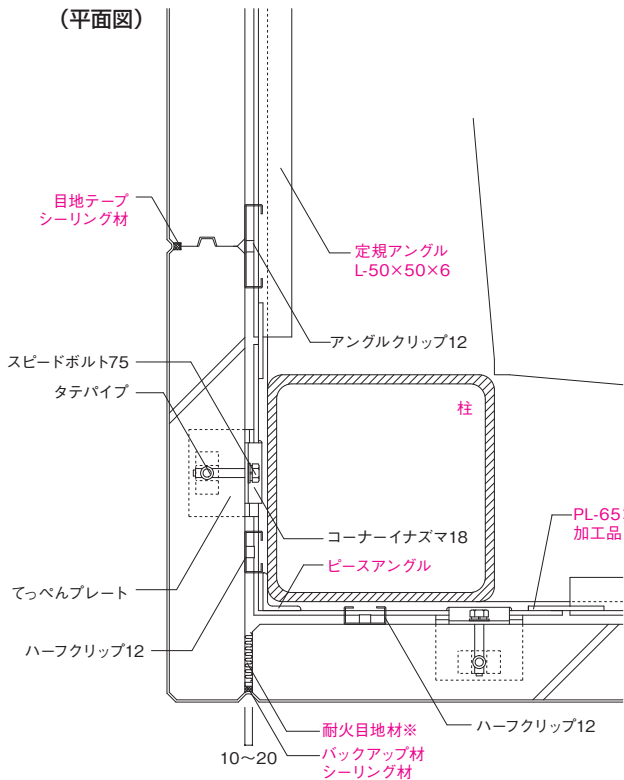 (平面図)
目地テープ
シーリング材
定規アングル
L-50×50×6
アングルクリップ12
スピードボルト75
タテパイプ
柱
PL-65
加工品
コーナーイナズマ18
ピースアングル
てっぺんプレート
ハーフクリップ12
ハーフクリップ12
耐火目地材※
10〜20
バックアップ材
シーリング材